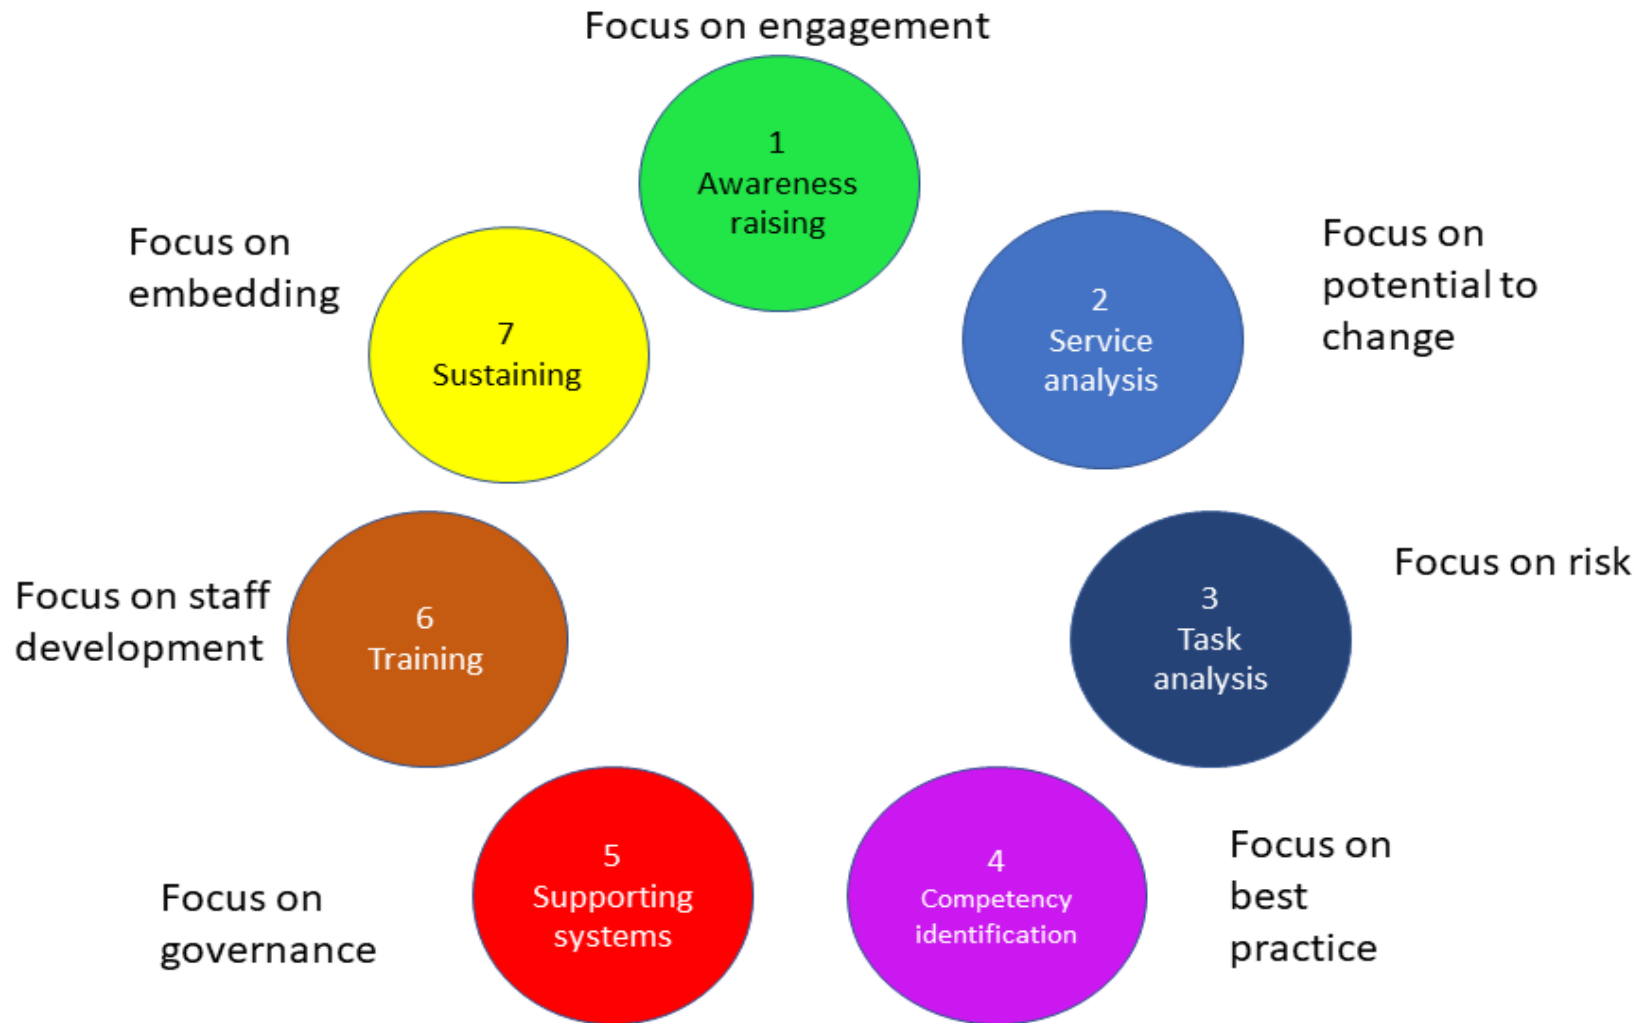 Focus on engagement
1
Awareness
raising
2
Service
analysis
Focus on
potential to
change
3
Task
analysis
Focus on risk
4
Competency
identification
Focus on
best
practice
5
Supporting
systems
Focus on
governance
6
Training
Focus on staff
development
7
Sustaining
Focus on
embedding